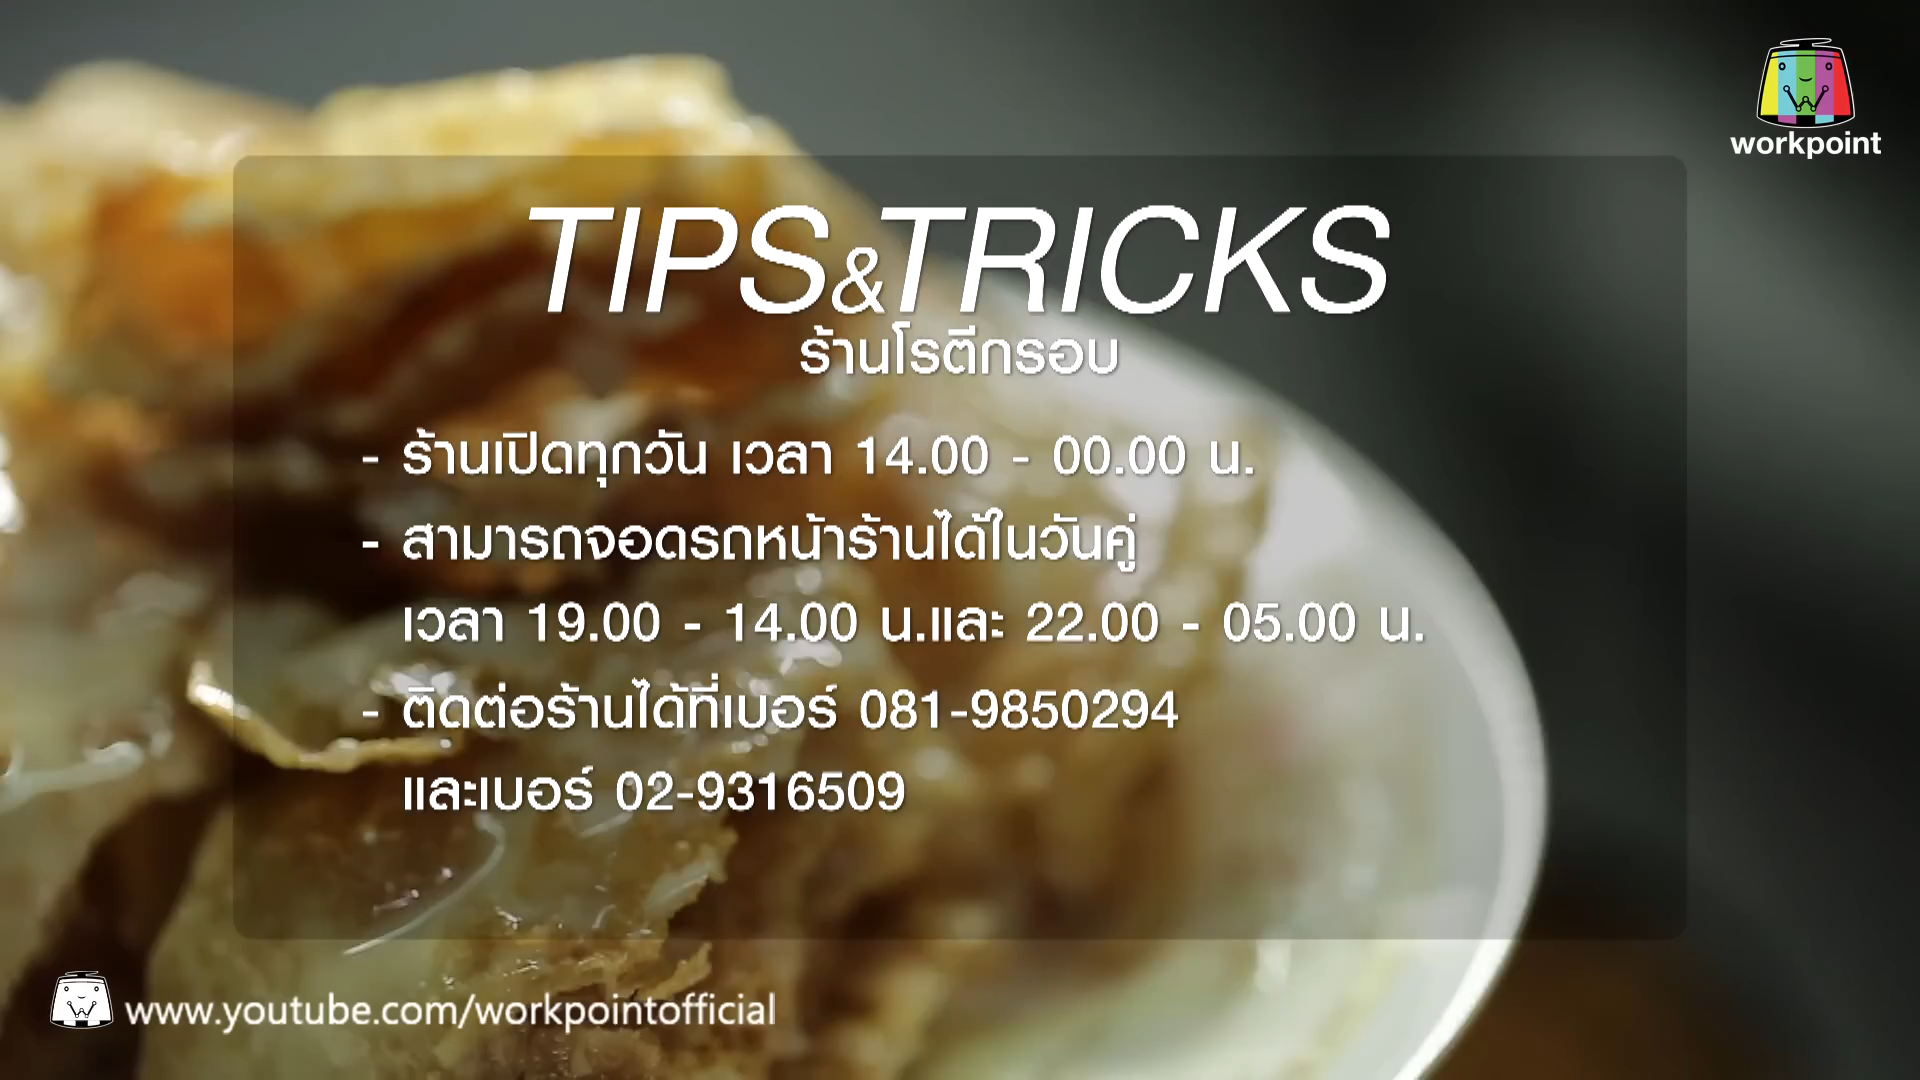 workpoint
TIPS&TRICKS
ร้านโรตีกรอบ
- ร้านเปิดทุกวัน เวลา 14.00 - 00.00 น.
- สามารถจอดรถหน้าร้านได้ในวันคู่
เวลา 19.00 - 14.00 น.และ 22.00 - 05.00 น.
- ติดต่อร้านได้ที่เบอร์ 081-9850294
และเบอร์ 02-9316509
www.youtube.com/workpointofficial